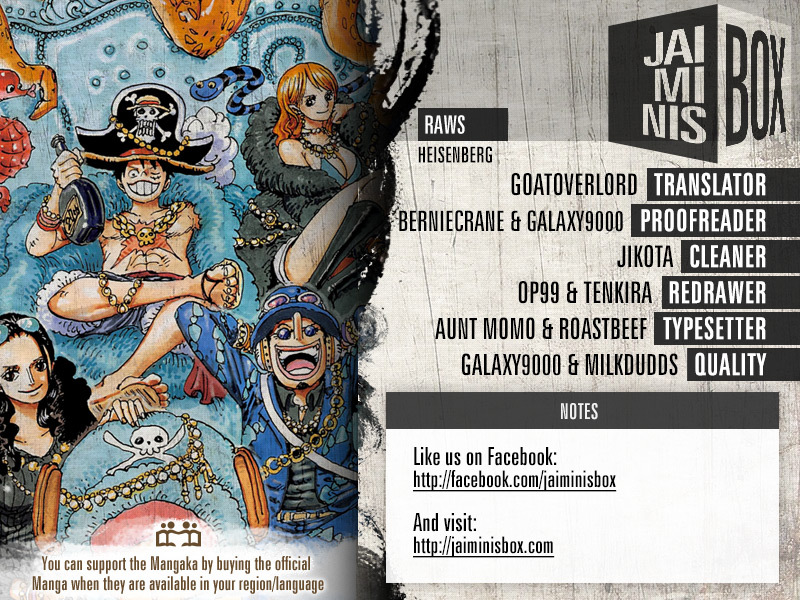 JAI
MI
NIS
BOX
RAWS
HEISENBERG
GOATOVERLORD TRANSLATOR
BERNIECRANE & GALAXY9000 PROOFREADER
JIKOTA CLEANER
OP99 & TENKIRA REDRAWER
AUNT MOMO & ROASTBEEF TYPESETTER
GALAXY9000 & MILKDUDDS QUALITY
NOTES
Like us on Facebook:
http://facebook.com/jaiminisbox
And visit:
http://jaiminisbox.com
You can support the Mangaka by buying the official
Manga when they are available in your region/language